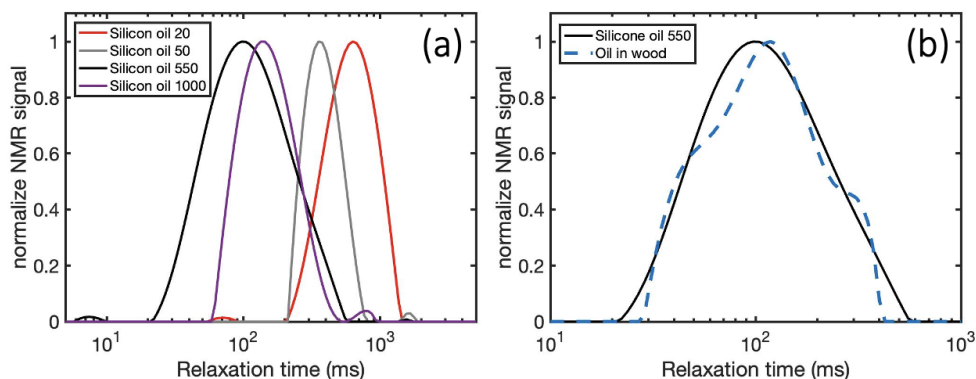 Silicon oil 20
Silicon oil 50
Silicon oil 550
Silicon oil 1000
(a)
normalize NMR signal
1
0.8
0.6
0.4
0.2
0
10^1
10^2
10^3
Relaxation time (ms)
Silicone oil 550
Oil in wood
(b)
normalize NMR signal
1
0.8
0.6
0.4
0.2
0
10^1
10^2
10^3
Relaxation time (ms)